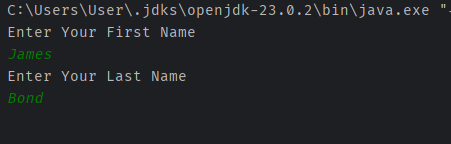 C:\Users\User\.jdks\openjdk-23.0.2\bin\java.exe "-
Enter Your First Name
James
Enter Your Last Name
Bond